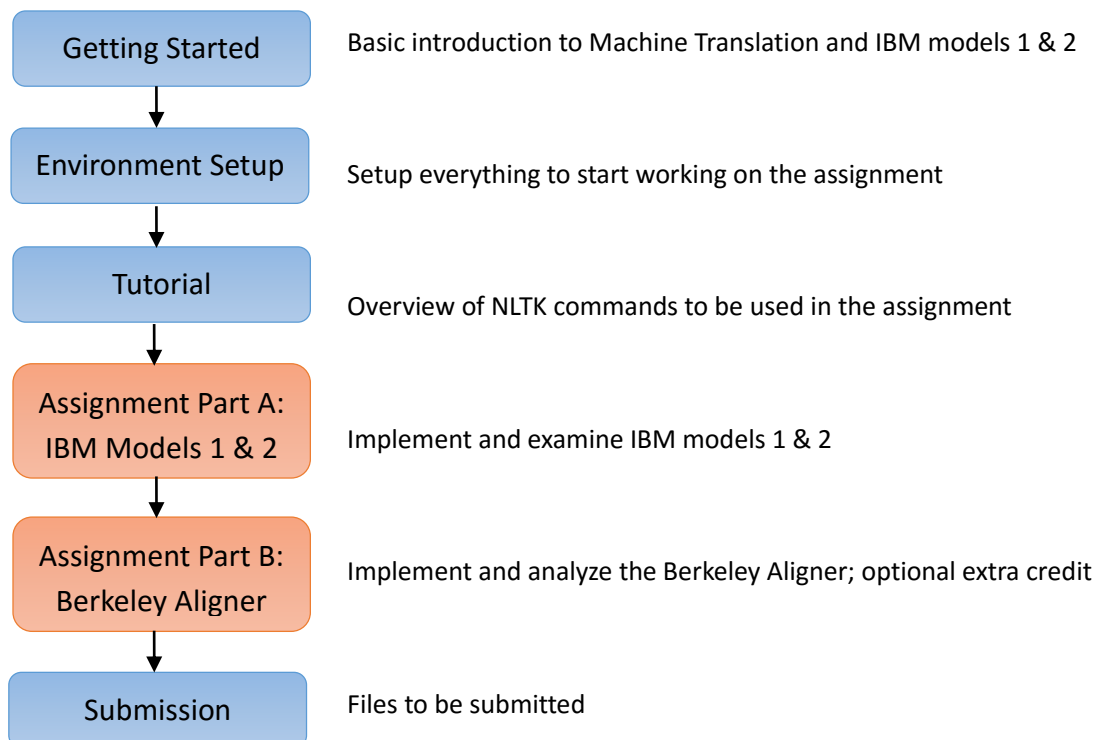 Getting Started
Basic introduction to Machine Translation and IBM models 1 & 2
Environment Setup
Setup everything to start working on the assignment
Tutorial
Overview of NLTK commands to be used in the assignment
Assignment Part A:
IBM Models 1 & 2
Implement and examine IBM models 1 & 2
Assignment Part B:
Berkeley Aligner
Implement and analyze the Berkeley Aligner; optional extra credit
Submission
Files to be submitted